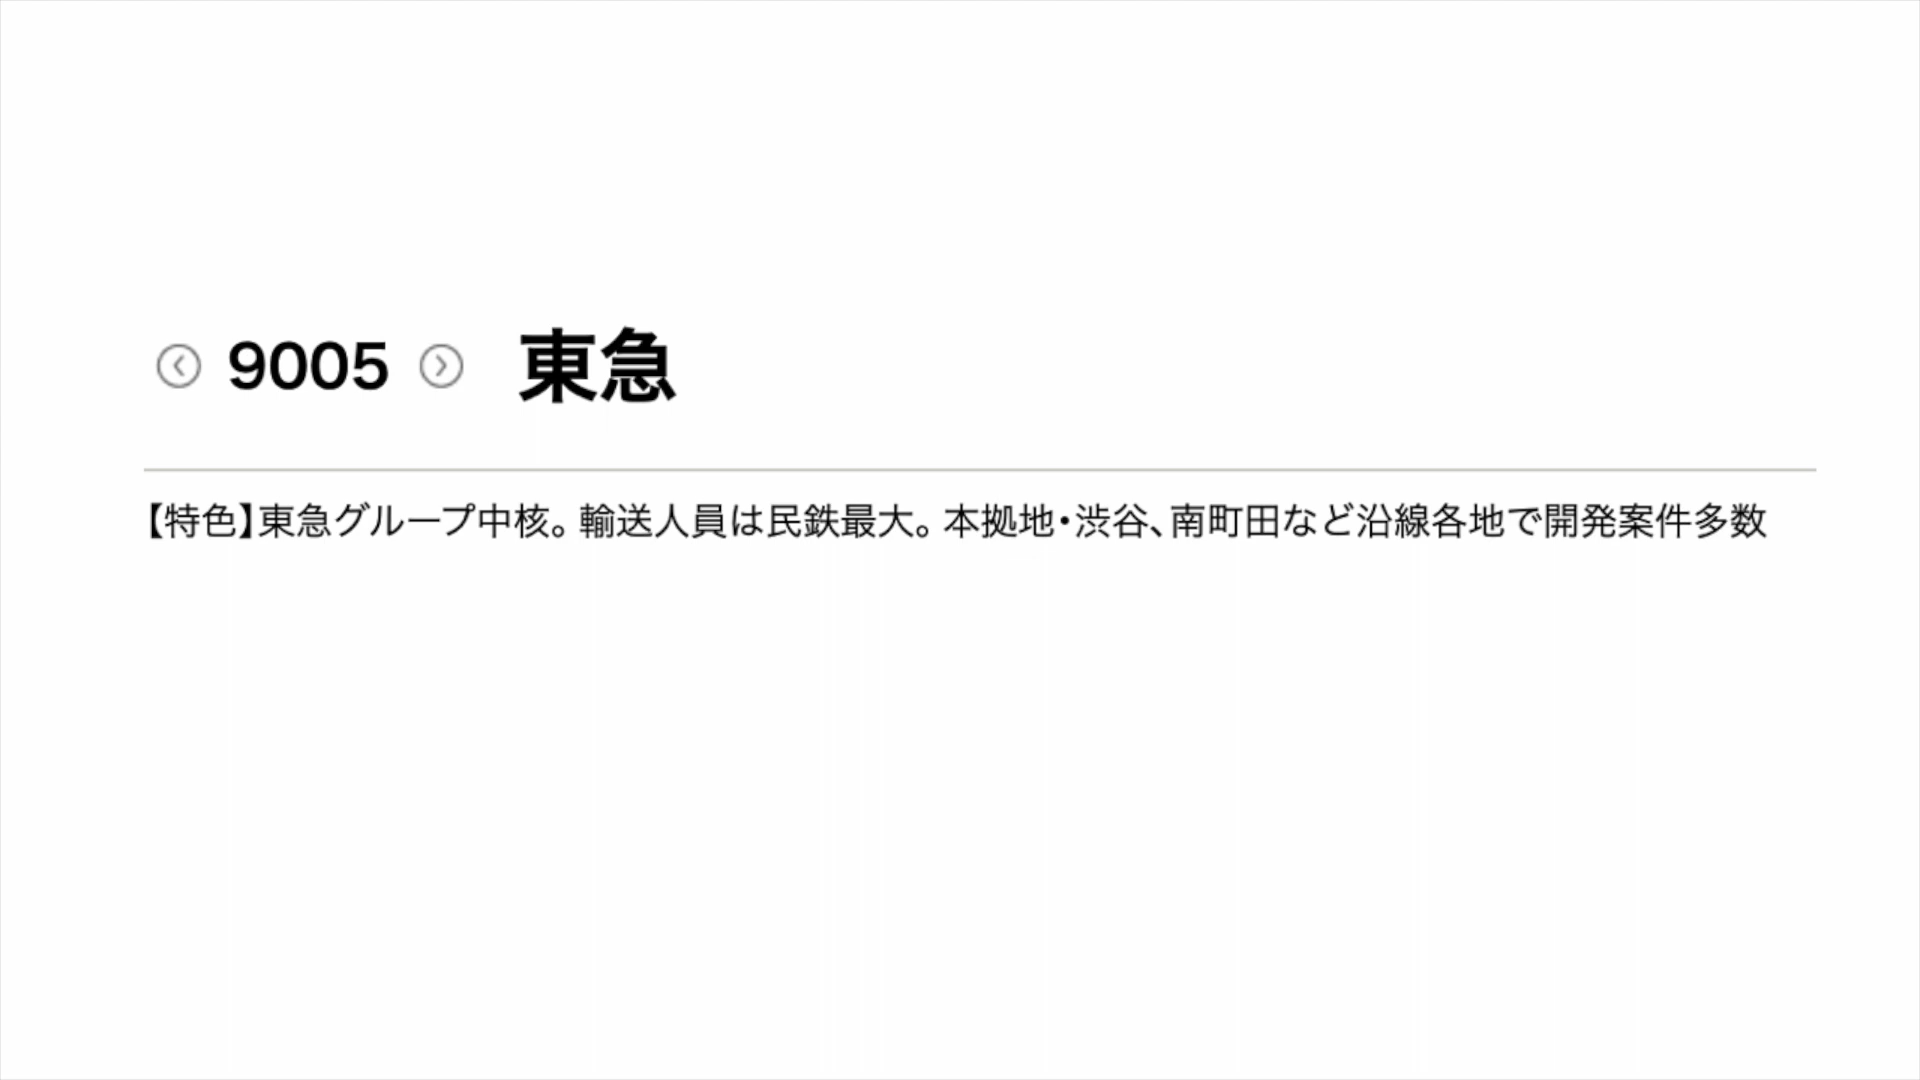 9005 東急
【特色】東急グループ中核。輸送人員は民鉄最大。本拠地・渋谷、南町田など沿線各地で開発案件多数